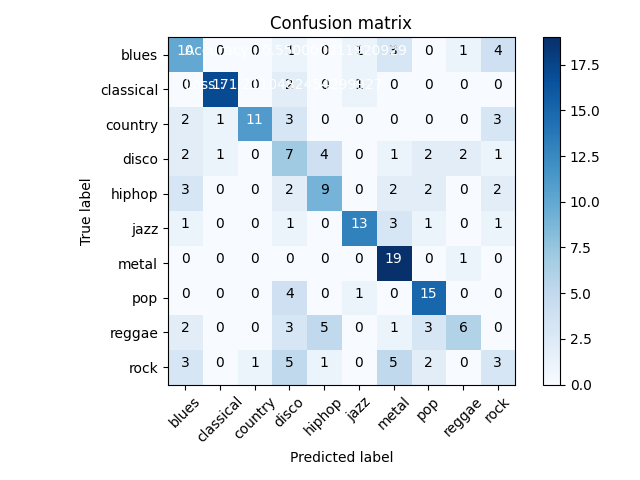 Confusion matrix
blues 10 0 0 1 0 1 3 0 1 4
classical 0 17 0 2 0 1 0 0 0 0
country 2 1 11 3 0 0 0 0 0 3
disco 2 1 0 7 4 0 1 2 2 1
hiphop 3 0 0 2 9 0 2 2 0 2
jazz 1 0 0 1 0 13 3 1 0 1
metal 0 0 0 0 0 0 19 0 1 0
pop 0 0 0 4 0 1 0 15 0 0
reggae 2 0 0 3 5 0 1 3 6 0
rock 3 0 1 5 1 0 5 2 0 3
blues classical country disco hiphop jazz metal pop reggae rock
Predicted label
True label
17.5
15.0
12.5
10.0
7.5
5.0
2.5
0.0